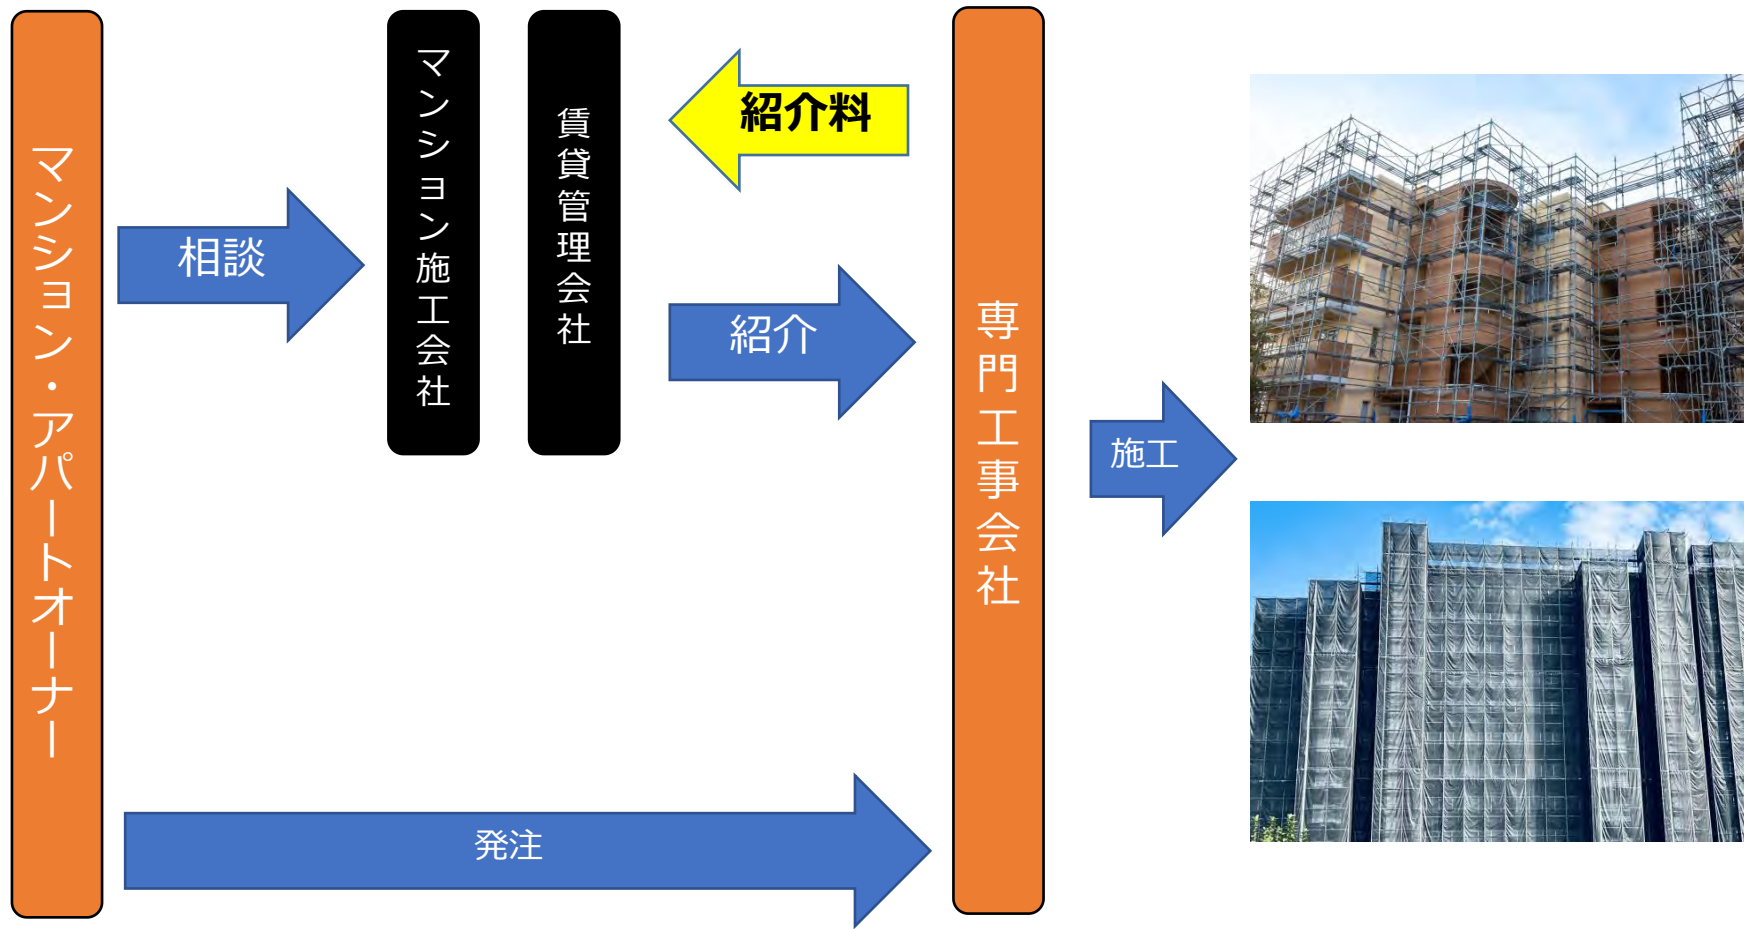 マンション・アパートオーナー
相談
マンション施工会社
賃貸管理会社
紹介料
紹介
専門工事会社
施工
発注